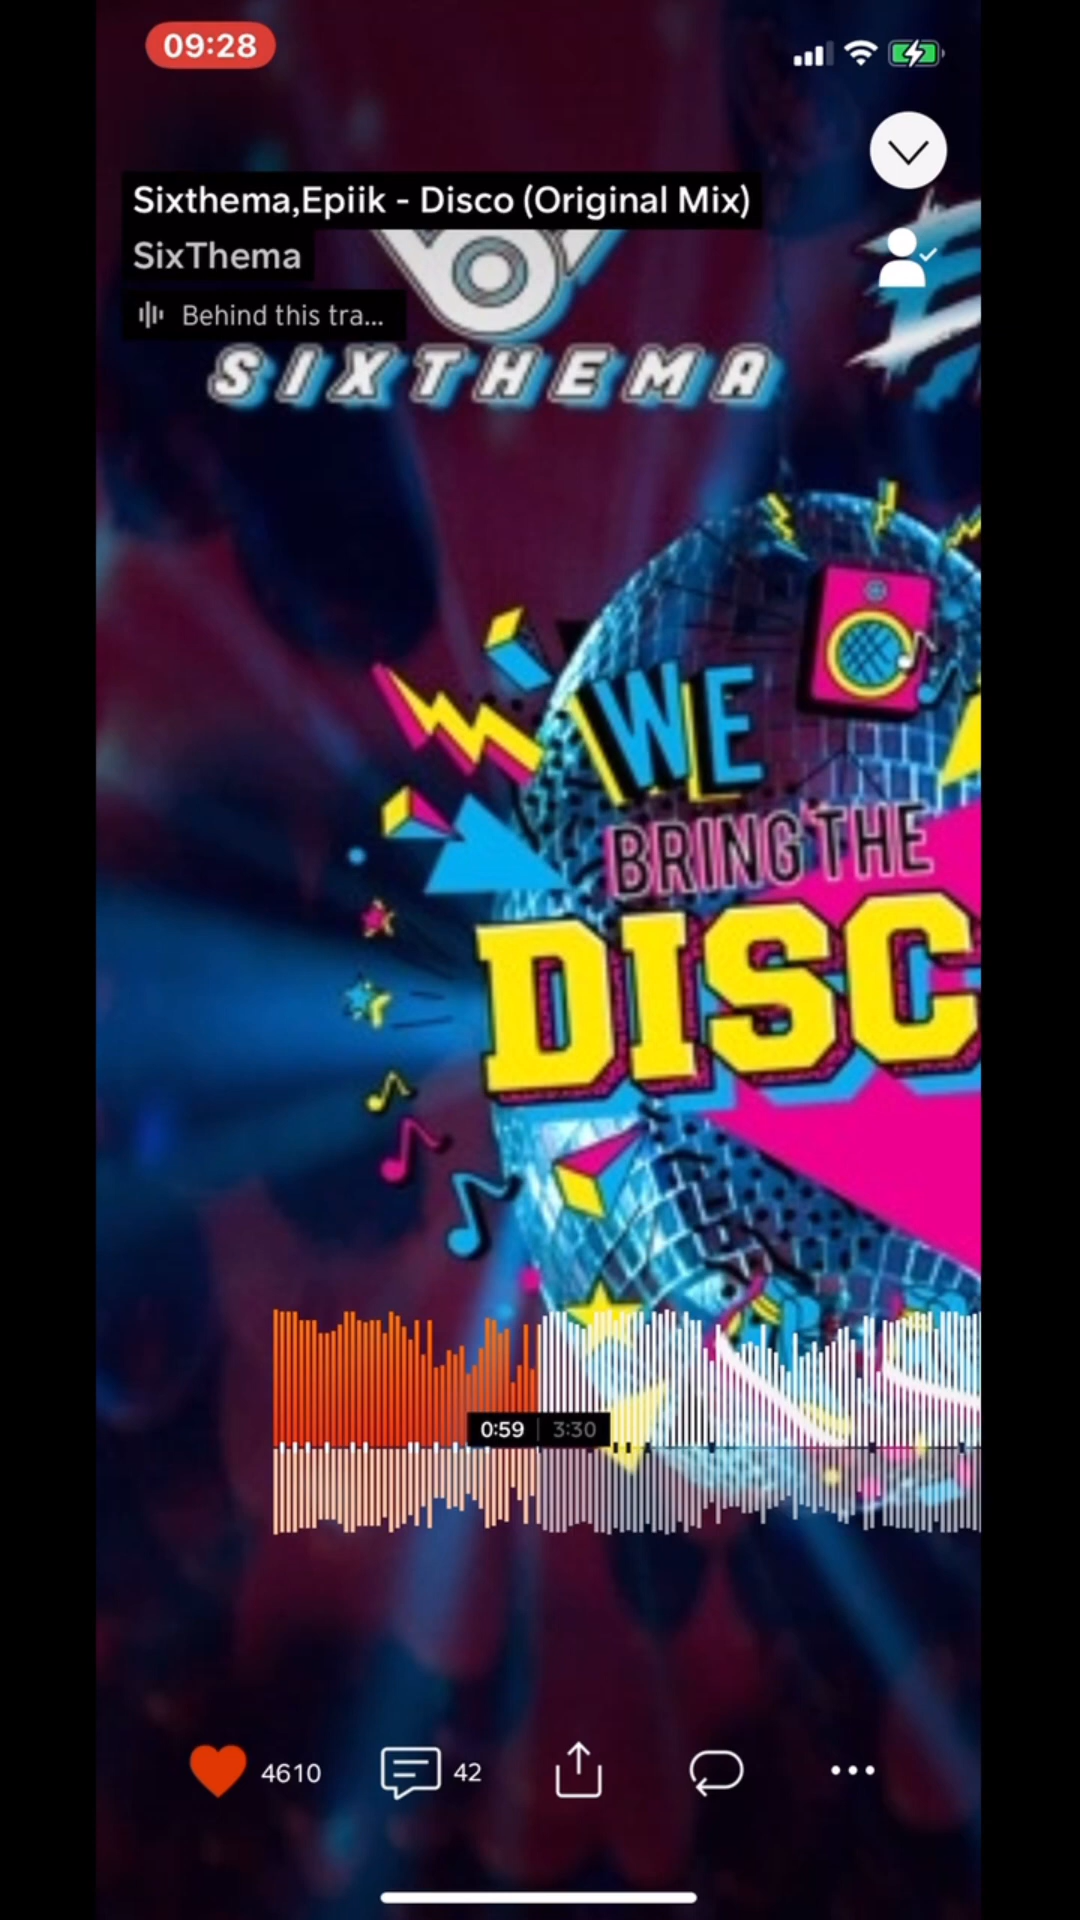 09:28
Sixthema,Epiik - Disco (Original Mix)
SixThema
Behind this tra...
SIXTHEMA
WE
BRING THE
DISC
0:59 3:30
4610 42